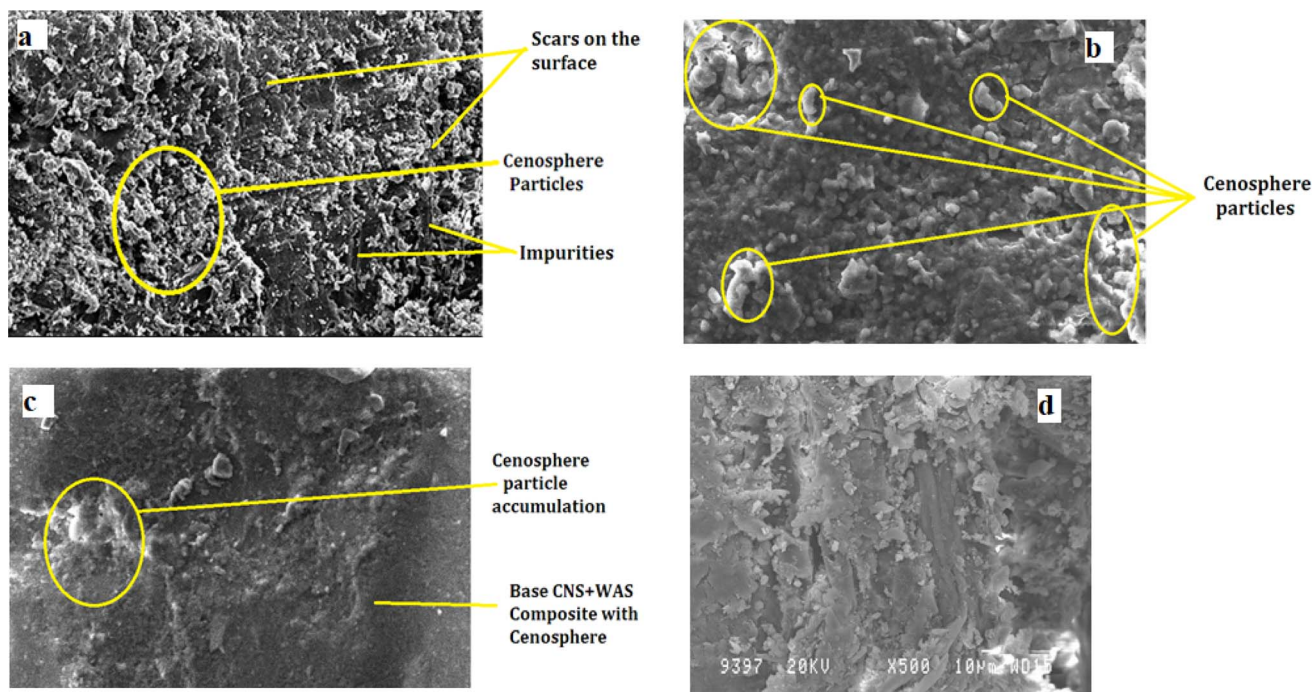 a
Scars on the
surface
Cenosphere
Particles
Impurities
b
Cenosphere
particles
c
Cenosphere
particle
accumulation
Base CNS+WAS
Composite with
Cenosphere
d
9397 20KV X500 10μm WD15